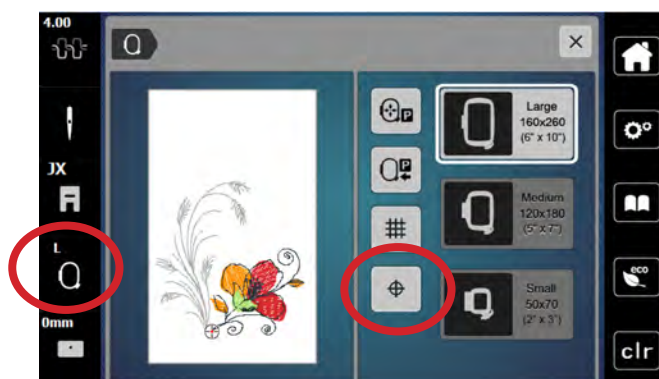 4.00
JX
L
0mm
P
P
Large
160x260
(6" x 10")
Medium
120x180
(5" x 7")
Small
50x70
(2" x 3")
eco
clr